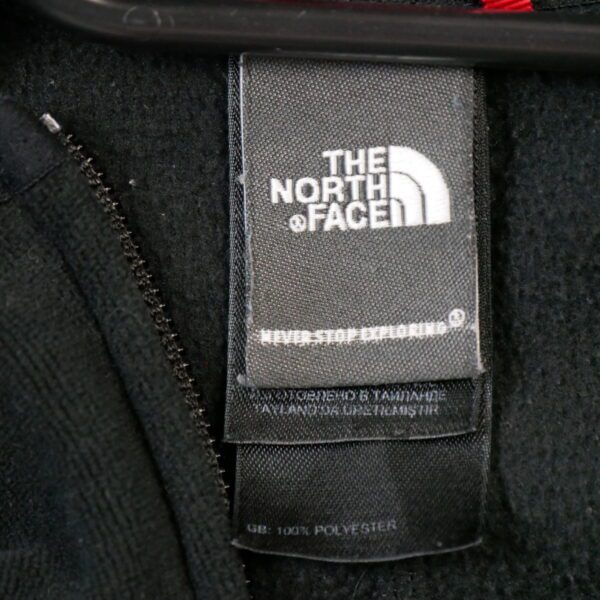 THE
NORTH
®FACE
NEVER STOP EXPLORING®
ИЗГОТОВЛЕНО В ТАИЛАНДЕ
TAYLAND'DA ÜRETİLMİŞTİR
GB: 100% POLYESTER